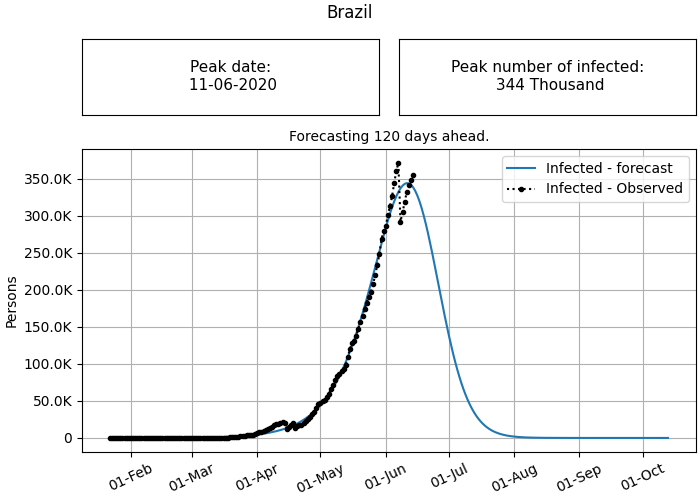 Brazil
Peak date:
11-06-2020
Peak number of infected:
344 Thousand
Forecasting 120 days ahead.
Infected - forecast
Infected - Observed
350.0K
300.0K
250.0K
200.0K
150.0K
100.0K
50.0K
0
Persons
01-Feb
01-Mar
01-Apr
01-May
01-Jun
01-Jul
01-Aug
01-Sep
01-Oct